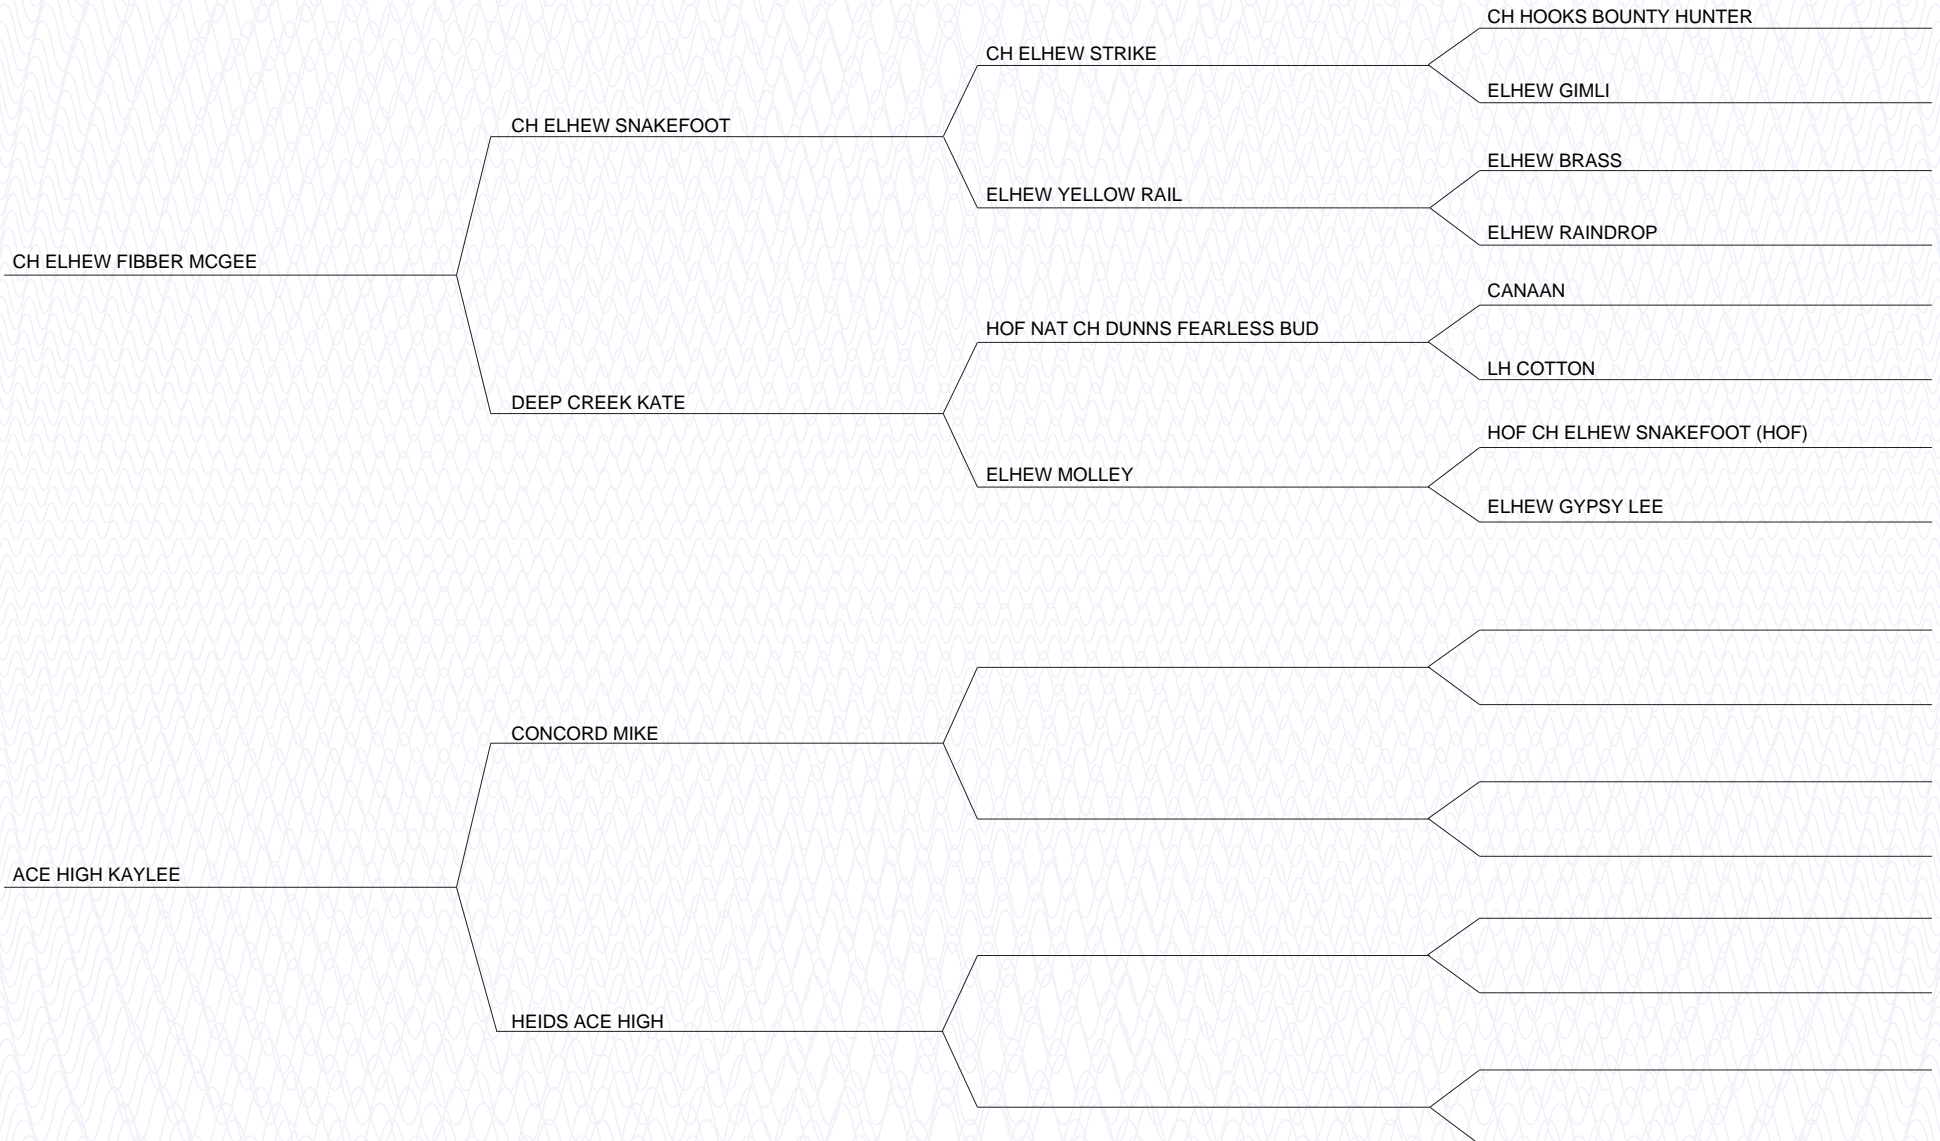 CH HOOKS BOUNTY HUNTER
CH ELHEW STRIKE
ELHEW GIMLI
CH ELHEW SNAKEFOOT
ELHEW BRASS
ELHEW YELLOW RAIL
ELHEW RAINDROP
CH ELHEW FIBBER MCGEE
CANAAN
HOF NAT CH DUNNS FEARLESS BUD
LH COTTON
DEEP CREEK KATE
HOF CH ELHEW SNAKEFOOT (HOF)
ELHEW MOLLEY
ELHEW GYPSY LEE
CONCORD MIKE
ACE HIGH KAYLEE
HEIDS ACE HIGH